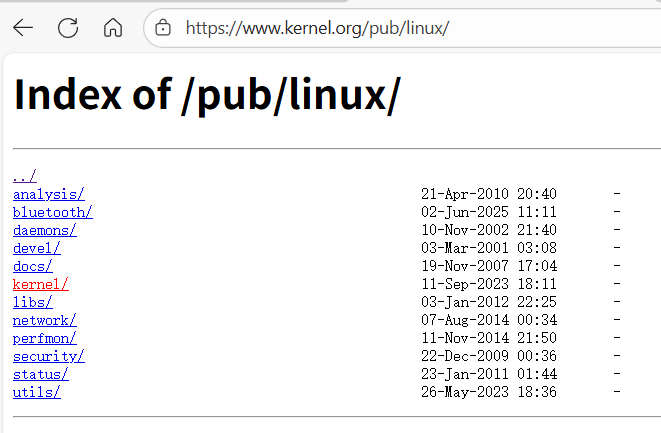 https://www.kernel.org/pub/linux/
Index of /pub/linux/
../
analysis/ 21-Apr-2010 20:40 -
bluetooth/ 02-Jun-2025 11:11 -
daemons/ 10-Nov-2002 21:40 -
devel/ 03-Mar-2001 03:08 -
docs/ 19-Nov-2007 17:04 -
kernel/ 11-Sep-2023 18:11 -
libs/ 03-Jan-2012 22:25 -
network/ 07-Aug-2014 00:34 -
perfmon/ 11-Nov-2014 21:50 -
security/ 22-Dec-2009 00:36 -
status/ 23-Jan-2011 01:44 -
utils/ 26-May-2023 18:36 -